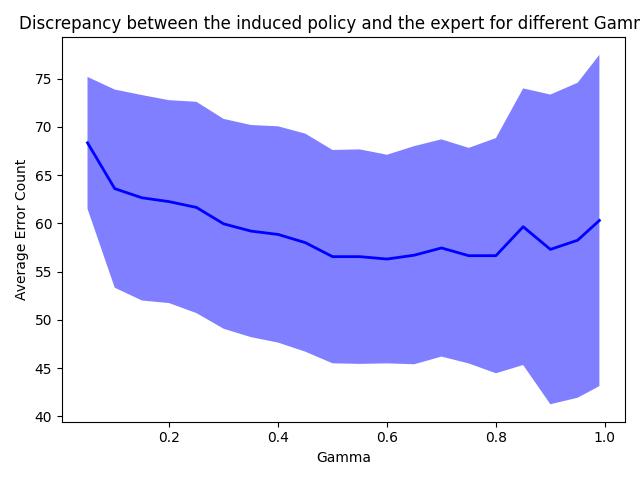 Discrepancy between the induced policy and the expert for different Gamm
75
70
65
60
55
50
45
40
Average Error Count
0.2 0.4 0.6 0.8 1.0
Gamma